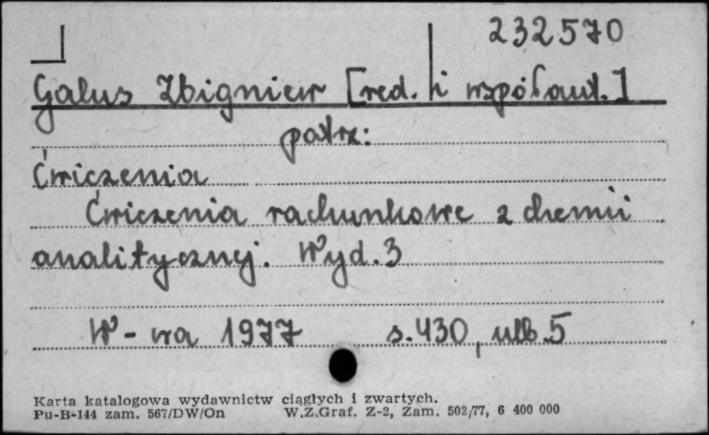 232570
Galus Zbigniew [red. i współaut.]
patrz:
Ćwiczenia
Ćwiczenia rachunkowe z chemii
analitycznej. Wyd. 3
W-wa 1977 s. 430, ulb. 5
Karta katalogowa wydawnictw ciągłych i zwartych.
Pu-B-144 zam. 567/DW/On W.Z.Graf. Z-2, Zam. 502/77, 6 400 000